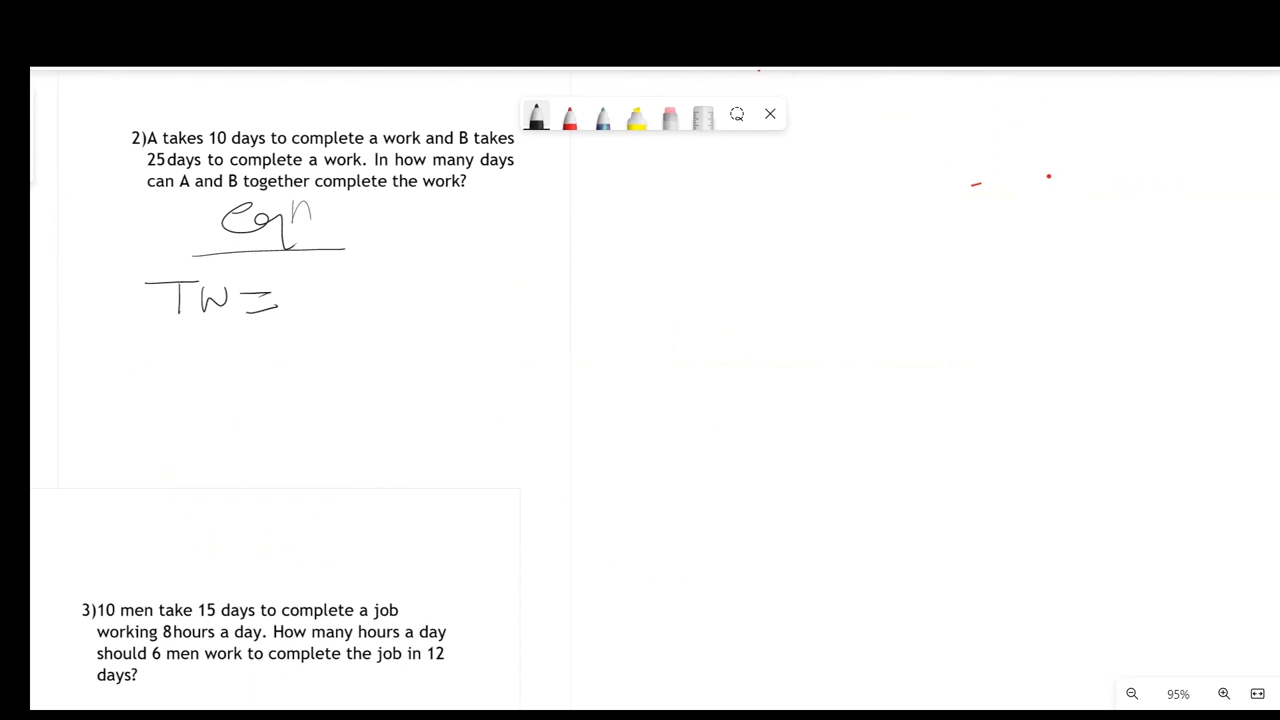 2)A takes 10 days to complete a work and B takes
25days to complete a work. In how many days
can A and B together complete the work?
eqn
TW =
3)10 men take 15 days to complete a job
working 8hours a day. How many hours a day
should 6 men work to complete the job in 12
days?
95%